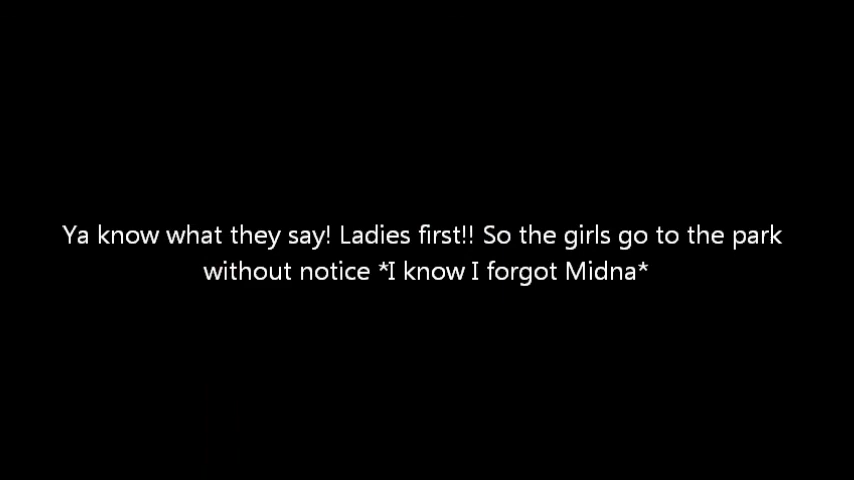 Ya know what they say! Ladies first!! So the girls go to the park
without notice *I know I forgot Midna*